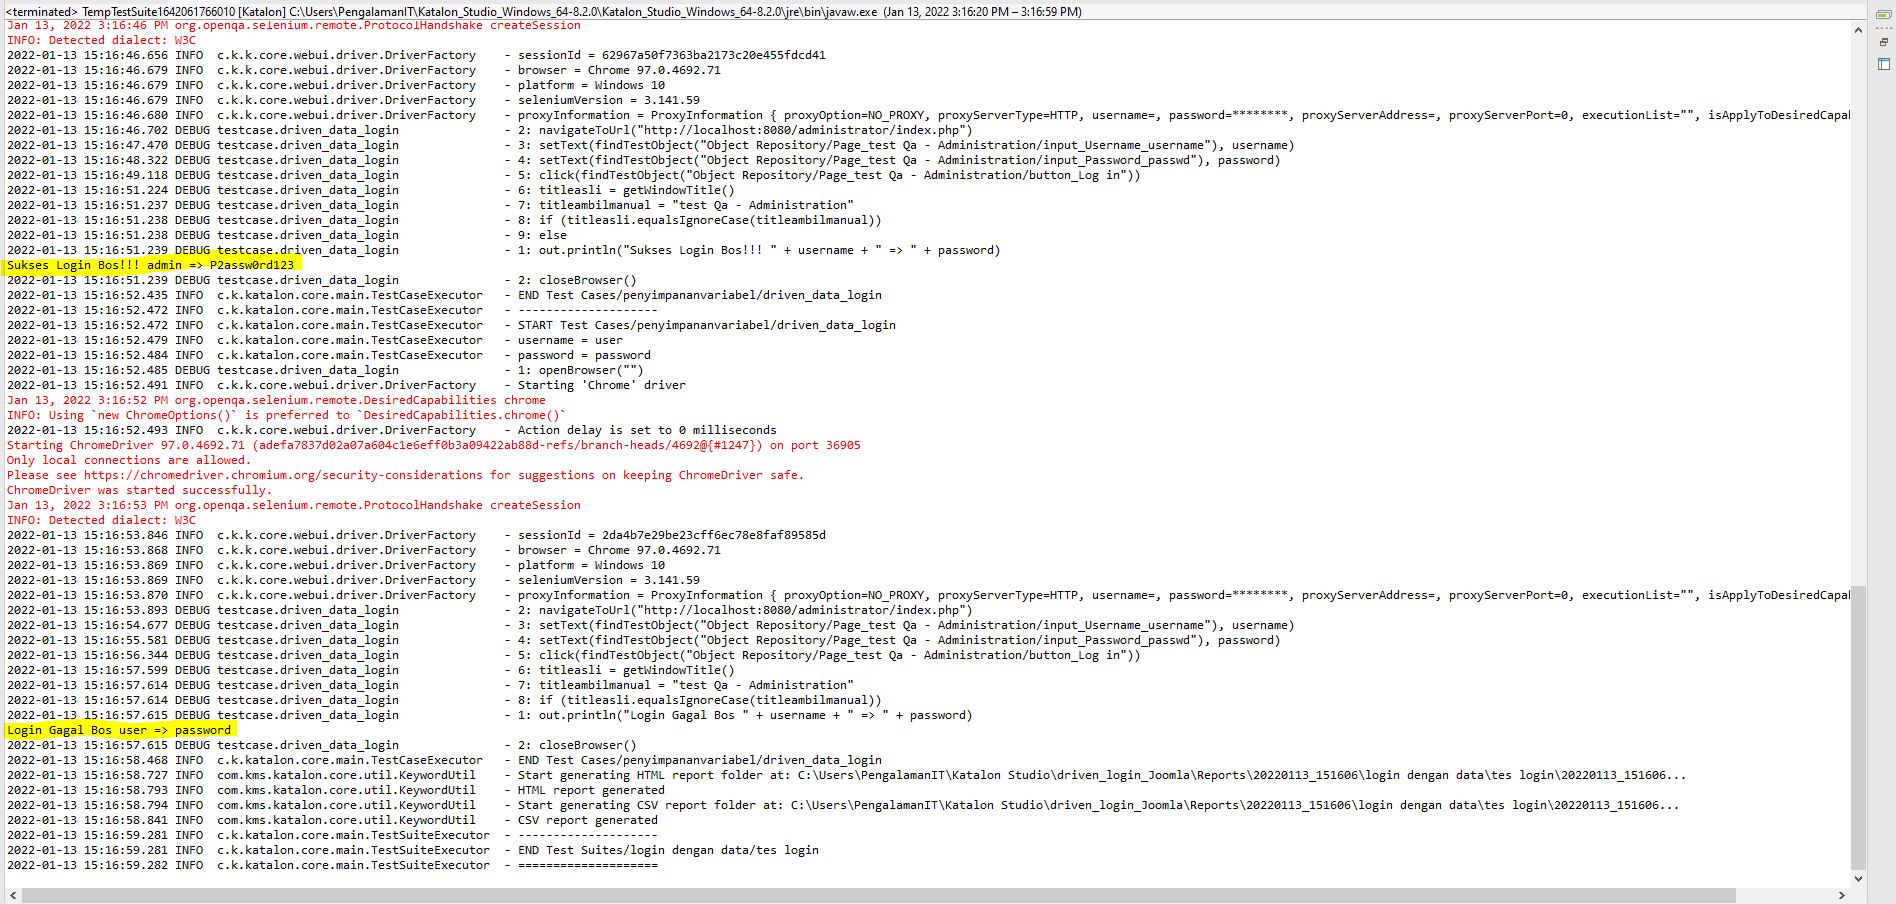 <terminated> TempTestSuite1642061766010 [Katalon] C:\Users\PengalamanIT\Katalon_Studio_Windows_64-8.2.0\Katalon_Studio_Windows_64-8.2.0\jre\bin\javaw.exe (Jan 13, 2022 3:16:20 PM – 3:16:59 PM)
Jan 13, 2022 3:16:46 PM org.openqa.selenium.remote.ProtocolHandshake createSession
INFO: Detected dialect: W3C
2022-01-13 15:16:46.656 INFO  c.k.k.core.webui.driver.DriverFactory    - sessionId = 62967a50f7363ba2173c20e455fdcd41
2022-01-13 15:16:46.679 INFO  c.k.k.core.webui.driver.DriverFactory    - browser = Chrome 97.0.4692.71
2022-01-13 15:16:46.679 INFO  c.k.k.core.webui.driver.DriverFactory    - platform = Windows 10
2022-01-13 15:16:46.679 INFO  c.k.k.core.webui.driver.DriverFactory    - seleniumVersion = 3.141.59
2022-01-13 15:16:46.680 INFO  c.k.k.core.webui.driver.DriverFactory    - proxyInformation = ProxyInformation { proxyOption=NO_PROXY, proxyServerType=HTTP, username=, password=********, proxyServerAddress=, proxyServerPort=0, executionList="", isApplyToDesiredCapal
2022-01-13 15:16:46.702 DEBUG testcase.driven_data_login               - 2: navigateToUrl("http://localhost:8080/administrator/index.php")
2022-01-13 15:16:47.470 DEBUG testcase.driven_data_login               - 3: setText(findTestObject("Object Repository/Page_test Qa - Administration/input_Username_username"), username)
2022-01-13 15:16:48.322 DEBUG testcase.driven_data_login               - 4: setText(findTestObject("Object Repository/Page_test Qa - Administration/input_Password_passwd"), password)
2022-01-13 15:16:49.118 DEBUG testcase.driven_data_login               - 5: click(findTestObject("Object Repository/Page_test Qa - Administration/button_Log in"))
2022-01-13 15:16:51.224 DEBUG testcase.driven_data_login               - 6: titleasli = getWindowTitle()
2022-01-13 15:16:51.237 DEBUG testcase.driven_data_login               - 7: titleambilmanual = "test Qa - Administration"
2022-01-13 15:16:51.238 DEBUG testcase.driven_data_login               - 8: if (titleasli.equalsIgnoreCase(titleambilmanual))
2022-01-13 15:16:51.238 DEBUG testcase.driven_data_login               - 9: else
2022-01-13 15:16:51.239 DEBUG testcase.driven_data_login               - 1: out.println("Sukses Login Bos!!! " + username + " => " + password)
Sukses Login Bos!!! admin => P2assw0rd123
2022-01-13 15:16:51.239 DEBUG testcase.driven_data_login               - 2: closeBrowser()
2022-01-13 15:16:52.435 INFO  c.k.katalon.core.main.TestCaseExecutor   - END Test Cases/penyimpananvariabel/driven_data_login
2022-01-13 15:16:52.472 INFO  c.k.katalon.core.main.TestCaseExecutor   - --------------------
2022-01-13 15:16:52.472 INFO  c.k.katalon.core.main.TestCaseExecutor   - START Test Cases/penyimpananvariabel/driven_data_login
2022-01-13 15:16:52.479 INFO  c.k.katalon.core.main.TestCaseExecutor   - username = user
2022-01-13 15:16:52.484 INFO  c.k.katalon.core.main.TestCaseExecutor   - password = password
2022-01-13 15:16:52.485 DEBUG testcase.driven_data_login               - 1: openBrowser("")
2022-01-13 15:16:52.491 INFO  c.k.k.core.webui.driver.DriverFactory    - Starting 'Chrome' driver
Jan 13, 2022 3:16:52 PM org.openqa.selenium.remote.DesiredCapabilities chrome
INFO: Using `new ChromeOptions()` is preferred to `DesiredCapabilities.chrome()`
2022-01-13 15:16:52.493 INFO  c.k.k.core.webui.driver.DriverFactory    - Action delay is set to 0 milliseconds
Starting ChromeDriver 97.0.4692.71 (adefa7837d02a07a604c1e6eff0b3a09422ab88d-refs/branch-heads/4692@{#1247}) on port 36905
Only local connections are allowed.
Please see https://chromedriver.chromium.org/security-considerations for suggestions on keeping ChromeDriver safe.
ChromeDriver was started successfully.
Jan 13, 2022 3:16:53 PM org.openqa.selenium.remote.ProtocolHandshake createSession
INFO: Detected dialect: W3C
2022-01-13 15:16:53.846 INFO  c.k.k.core.webui.driver.DriverFactory    - sessionId = 2da4b7e29be23cff6ec78e8faf89585d
2022-01-13 15:16:53.868 INFO  c.k.k.core.webui.driver.DriverFactory    - browser = Chrome 97.0.4692.71
2022-01-13 15:16:53.869 INFO  c.k.k.core.webui.driver.DriverFactory    - platform = Windows 10
2022-01-13 15:16:53.869 INFO  c.k.k.core.webui.driver.DriverFactory    - seleniumVersion = 3.141.59
2022-01-13 15:16:53.870 INFO  c.k.k.core.webui.driver.DriverFactory    - proxyInformation = ProxyInformation { proxyOption=NO_PROXY, proxyServerType=HTTP, username=, password=********, proxyServerAddress=, proxyServerPort=0, executionList="", isApplyToDesiredCapal
2022-01-13 15:16:53.893 DEBUG testcase.driven_data_login               - 2: navigateToUrl("http://localhost:8080/administrator/index.php")
2022-01-13 15:16:54.677 DEBUG testcase.driven_data_login               - 3: setText(findTestObject("Object Repository/Page_test Qa - Administration/input_Username_username"), username)
2022-01-13 15:16:55.581 DEBUG testcase.driven_data_login               - 4: setText(findTestObject("Object Repository/Page_test Qa - Administration/input_Password_passwd"), password)
2022-01-13 15:16:56.344 DEBUG testcase.driven_data_login               - 5: click(findTestObject("Object Repository/Page_test Qa - Administration/button_Log in"))
2022-01-13 15:16:57.599 DEBUG testcase.driven_data_login               - 6: titleasli = getWindowTitle()
2022-01-13 15:16:57.614 DEBUG testcase.driven_data_login               - 7: titleambilmanual = "test Qa - Administration"
2022-01-13 15:16:57.614 DEBUG testcase.driven_data_login               - 8: if (titleasli.equalsIgnoreCase(titleambilmanual))
2022-01-13 15:16:57.615 DEBUG testcase.driven_data_login               - 1: out.println("Login Gagal Bos " + username + " => " + password)
Login Gagal Bos user => password
2022-01-13 15:16:57.615 DEBUG testcase.driven_data_login               - 2: closeBrowser()
2022-01-13 15:16:58.468 INFO  c.k.katalon.core.main.TestCaseExecutor   - END Test Cases/penyimpananvariabel/driven_data_login
2022-01-13 15:16:58.727 INFO  com.kms.katalon.core.util.KeywordUtil    - Start generating HTML report folder at: C:\Users\PengalamanIT\Katalon Studio\driven_login_Joomla\Reports\20220113_151606\login dengan data\tes login\20220113_151606...
2022-01-13 15:16:58.793 INFO  com.kms.katalon.core.util.KeywordUtil    - HTML report generated
2022-01-13 15:16:58.794 INFO  com.kms.katalon.core.util.KeywordUtil    - Start generating CSV report folder at: C:\Users\PengalamanIT\Katalon Studio\driven_login_Joomla\Reports\20220113_151606\login dengan data\tes login\20220113_151606...
2022-01-13 15:16:58.841 INFO  com.kms.katalon.core.util.KeywordUtil    - CSV report generated
2022-01-13 15:16:59.281 INFO  c.k.katalon.core.main.TestSuiteExecutor  - --------------------
2022-01-13 15:16:59.281 INFO  c.k.katalon.core.main.TestSuiteExecutor  - END Test Suites/login dengan data/tes login
2022-01-13 15:16:59.282 INFO  c.k.katalon.core.main.TestSuiteExecutor  - ====================